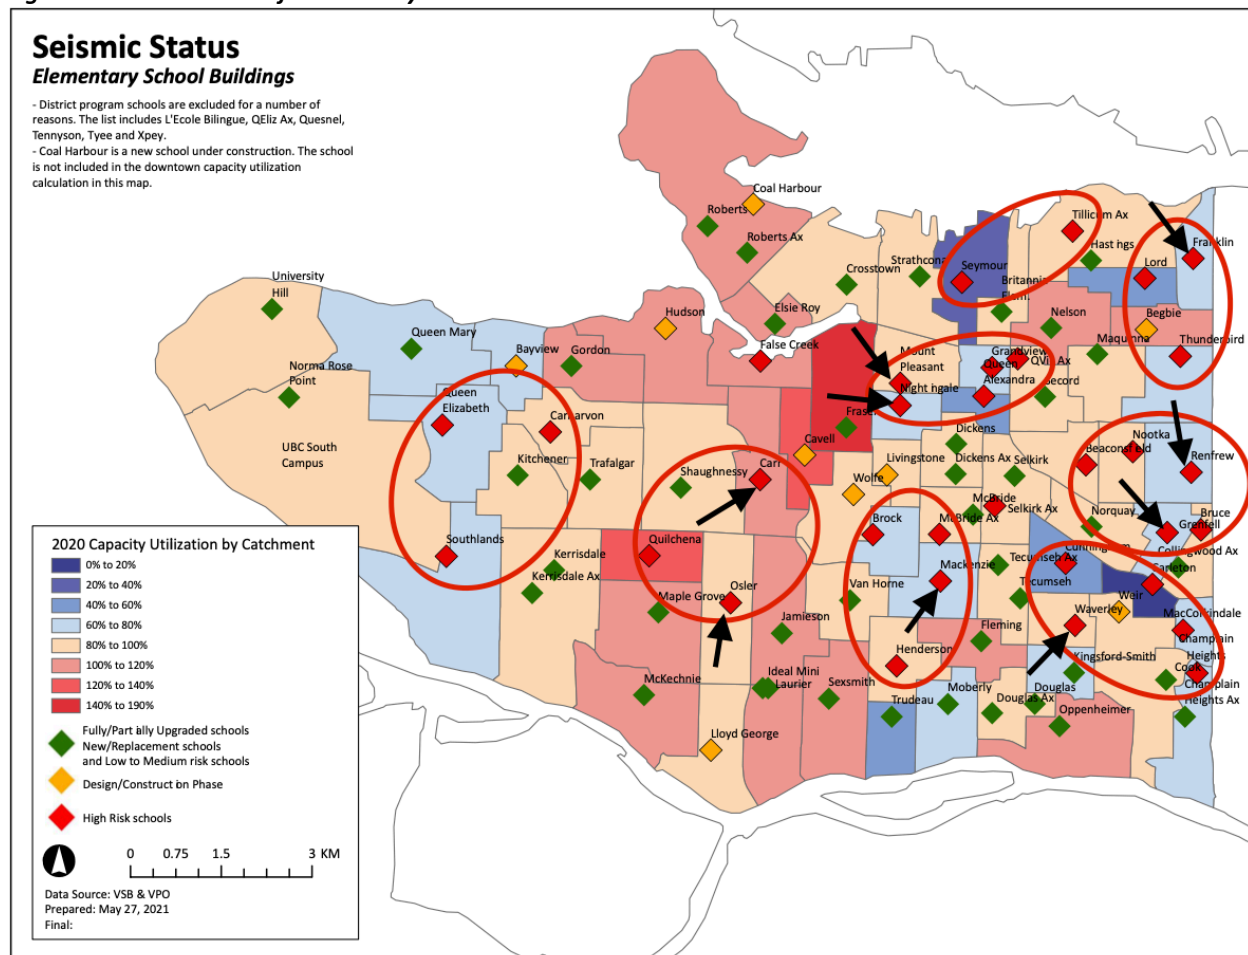 Seismic Status
Elementary School Buildings
- District program schools are excluded for a number of
reasons. The list includes L'Ecole Bilingue, QEliz Ax, Quesnel,
Tennyson, Tyee and Xpey.
- Coal Harbour is a new school under construction. The school
is not included in the downtown capacity utilization
calculation in this map.
Coal Harbour
Roberts
Roberts Ax
Crosstown
Strathcona
Seymour
Britannia
Tillicum Ax
Hastings
Franklin
Lord
University
Hill
Queen Mary
Bayview
Gordon
Hudson
Elsie Roy
False Creek
Nelson
Begbie
Maquinna
Thunderbird
Norma Rose
Point
Queen
Elizabeth
Carnarvon
Mount
Pleasant
Nightingale
Grandview
Queen
Alexandra
QVic Ax
Secord
Fraser
UBC South
Campus
Kitchener
Trafalgar
Shaughnessy
Carr
Cavell
Wolfe
Livingstone
Dickens
Dickens Ax
Selkirk
Beaconsfield
Nootka
Renfrew
Southlands
Kerrisdale
Kerrisdale Ax
Quilchena
Maple Grove
Osler
Brock
McBride
McBride Ax
Selkirk Ax
Norquay
Bruce
Grenfell
Collingwood Ax
Cunningham
Carleton
Van Horne
Mackenzie
Tecumseh Ax
Tecumseh
Weir
Waverley
MacCorkindale
Jamieson
Henderson
Fleming
Kingsford-Smith
Champlain
Heights
Cook
Champlain
Heights Ax
McKechnie
Ideal Mini
Laurier
Sexsmith
Trudeau
Moberly
Douglas
Douglas Ax
Oppenheimer
Lloyd George
2020 Capacity Utilization by Catchment
0% to 20%
20% to 40%
40% to 60%
60% to 80%
80% to 100%
100% to 120%
120% to 140%
140% to 190%
Fully/Partially Upgraded schools
New/Replacement schools
and Low to Medium risk schools
Design/Construction Phase
High Risk schools
0 0.75 1.5 3 KM
Data Source: VSB & VPO
Prepared: May 27, 2021
Final: